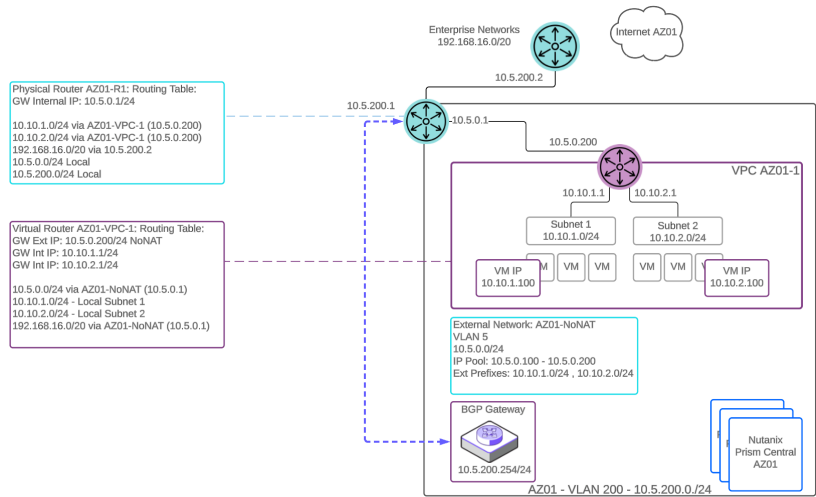 Enterprise Networks
192.168.16.0/20
Internet AZ01
10.5.200.2
Physical Router AZ01-R1: Routing Table:
GW Internal IP: 10.5.0.1/24
10.10.1.0/24 via AZ01-VPC-1 (10.5.0.200)
10.10.2.0/24 via AZ01-VPC-1 (10.5.0.200)
192.168.16.0/20 via 10.5.200.2
10.5.0.0/24 Local
10.5.200.0/24 Local
10.5.200.1
10.5.0.1
10.5.0.200
VPC AZ01-1
10.10.1.1
10.10.2.1
Subnet 1
10.10.1.0/24
Subnet 2
10.10.2.0/24
VM
VM
VM
VM
VM
VM IP
10.10.1.100
VM IP
10.10.2.100
Virtual Router AZ01-VPC-1: Routing Table:
GW Ext IP: 10.5.0.200/24 NoNAT
GW Int IP: 10.10.1.1/24
GW Int IP: 10.10.2.1/24
10.5.0.0/24 via AZ01-NoNAT (10.5.0.1)
10.10.1.0/24 - Local Subnet 1
10.10.2.0/24 - Local Subnet 2
192.168.16.0/20 via AZ01-NoNAT (10.5.0.1)
External Network: AZ01-NoNAT
VLAN 5
10.5.0.0/24
IP Pool: 10.5.0.100 - 10.5.0.200
Ext Prefixes: 10.10.1.0/24 , 10.10.2.0/24
BGP Gateway
10.5.200.254/24
Nutanix
Prism Central
AZ01
AZ01 - VLAN 200 - 10.5.200.0./24